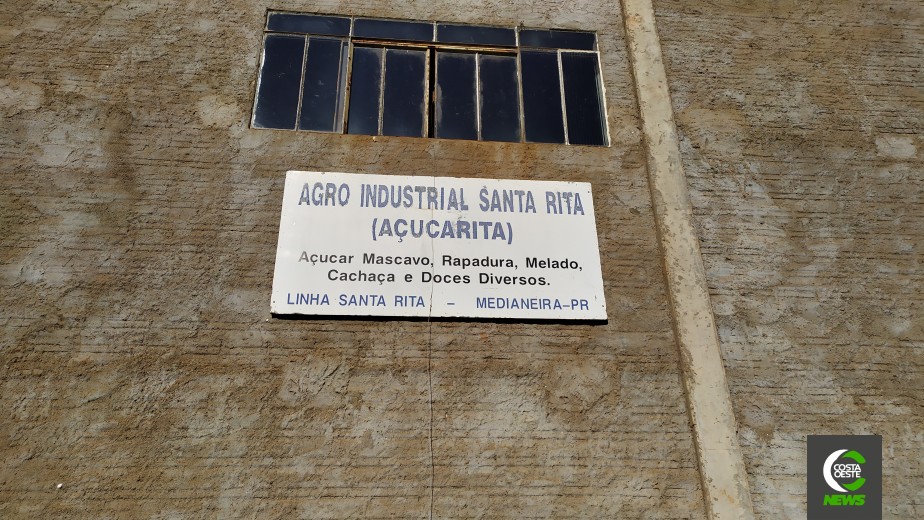 AGRO INDUSTRIAL SANTA RITA
(AÇUCARITA)
Açucar Mascavo, Rapadura, Melado,
Cachaça e Doces Diversos.
LINHA SANTA RITA - MEDIANEIRA-PR
COSTA
OESTE
NEWS